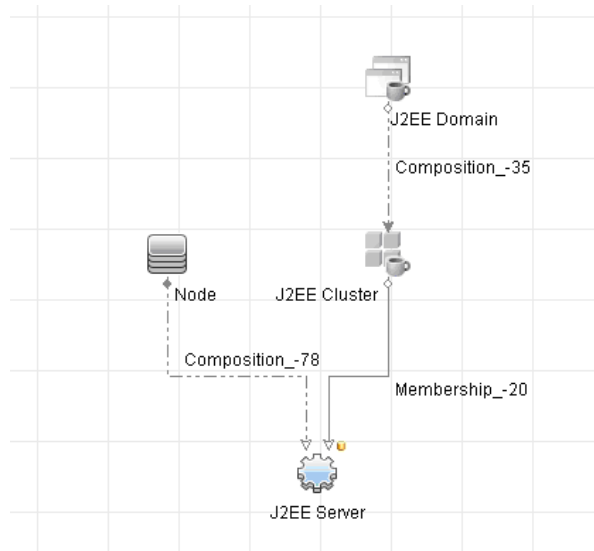 J2EE Domain
Composition_-35
Node
J2EE Cluster
Composition_-78
Membership_-20
J2EE Server